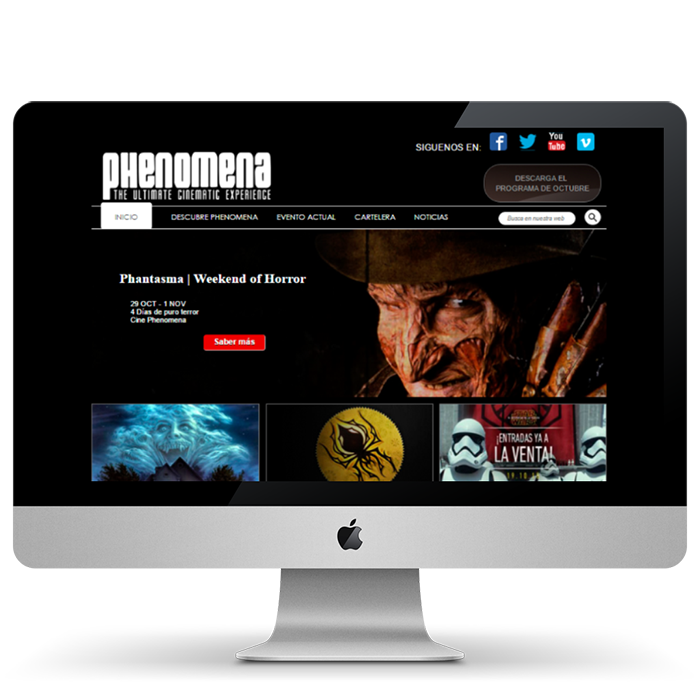 SIGUENOS EN:
You
Tube
PHENOMENA
THE ULTIMATE CINEMATIC EXPERIENCE
DESCARGA EL
PROGRAMA DE OCTUBRE
INICIO
DESCUBRE PHENOMENA
EVENTO ACTUAL
CARTELERA
NOTICIAS
Busca en nuestra web
Phantasma | Weekend of Horror
29 OCT - 1 NOV
4 Días de puro terror
Cine Phenomena
Saber más
¡ENTRADAS YA A
LA VENTA!